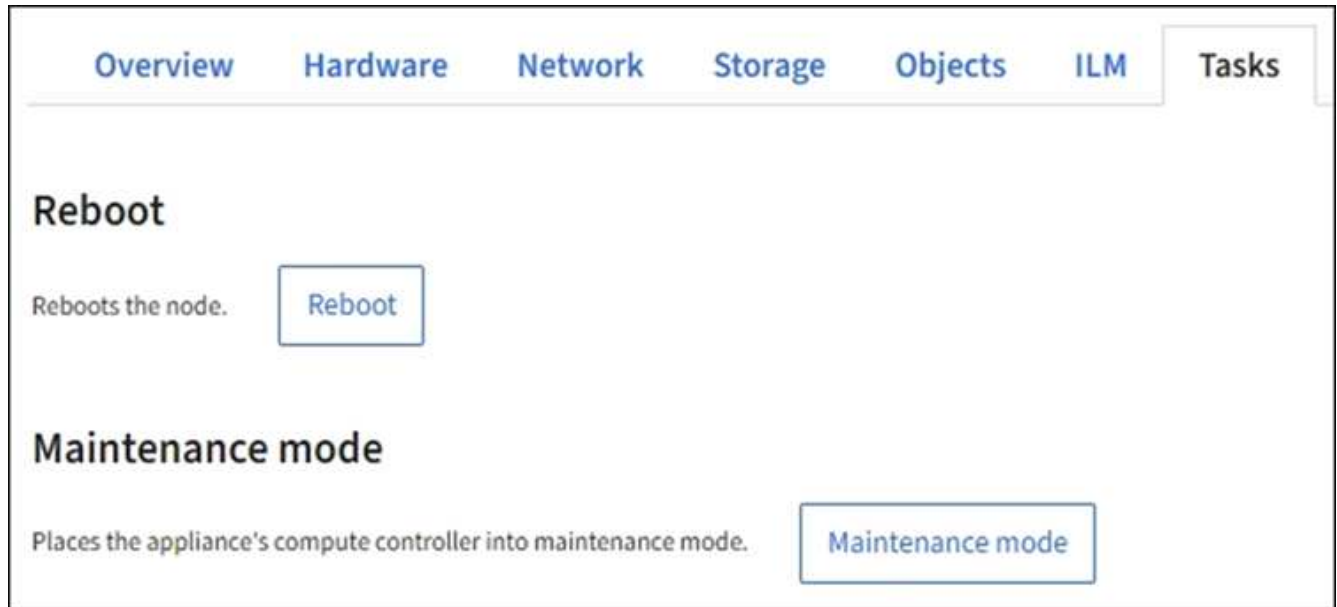 Overview Hardware Network Storage Objects ILM Tasks
Reboot
Reboots the node. Reboot
Maintenance mode
Places the appliance's compute controller into maintenance mode. Maintenance mode